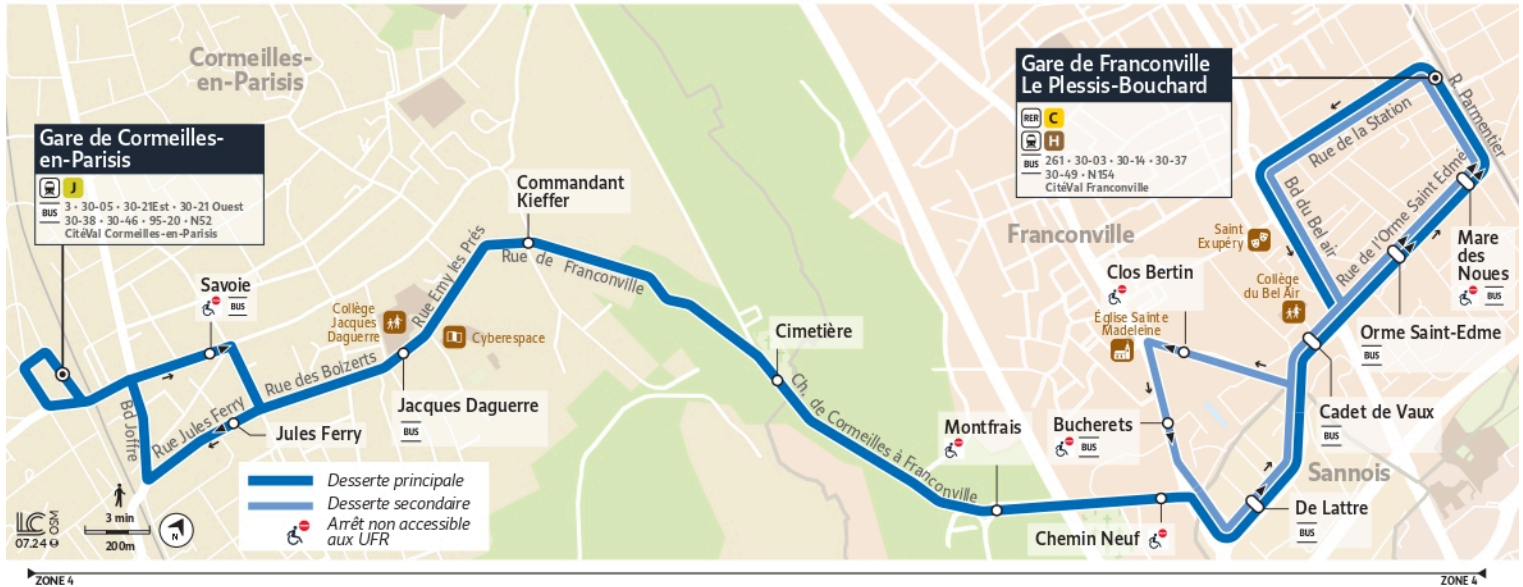 Cormeilles-
en-Parisis
Gare de Cormeilles-
en-Parisis
J
BUS
3 • 30-05 • 30-21Est • 30-21 Ouest
30-38 • 30-46 • 95-20 • N52
CitéVal Cormeilles-en-Parisis
Savoie
BUS
Bd Joffre
Rue Jules Ferry
Jules Ferry
Rue des Bolzerts
Collège
Jacques
Daguerre
Rue Emy les Prés
Cyberespace
Jacques Daguerre
BUS
Commandant
Kieffer
Rue de Franconville
Cimetière
Ch. de Cormeilles à Franconville
Montfrais
Chemin Neuf
Gare de Franconville
Le Plessis-Bouchard
RER C
H
BUS
261 • 30-03 • 30-14 • 30-37
30-49 • N154
CitéVal Franconville
Franconville
Saint
Exupéry
Clos Bertin
Église Sainte
Madeleine
Collège
du Bel Air
Bucherets
BUS
R. Parmentier
Rue de la Station
Bd du Bel air
Rue de l'Orme Saint Edme
Mare
des
Noues
BUS
Orme Saint-Edme
BUS
Cadet de Vaux
BUS
Sannois
De Lattre
BUS
Desserte principale
Desserte secondaire
Arrêt non accessible
aux UFR
3 min
200m
N
LC
OSM
07.24
ZONE 4
ZONE 4